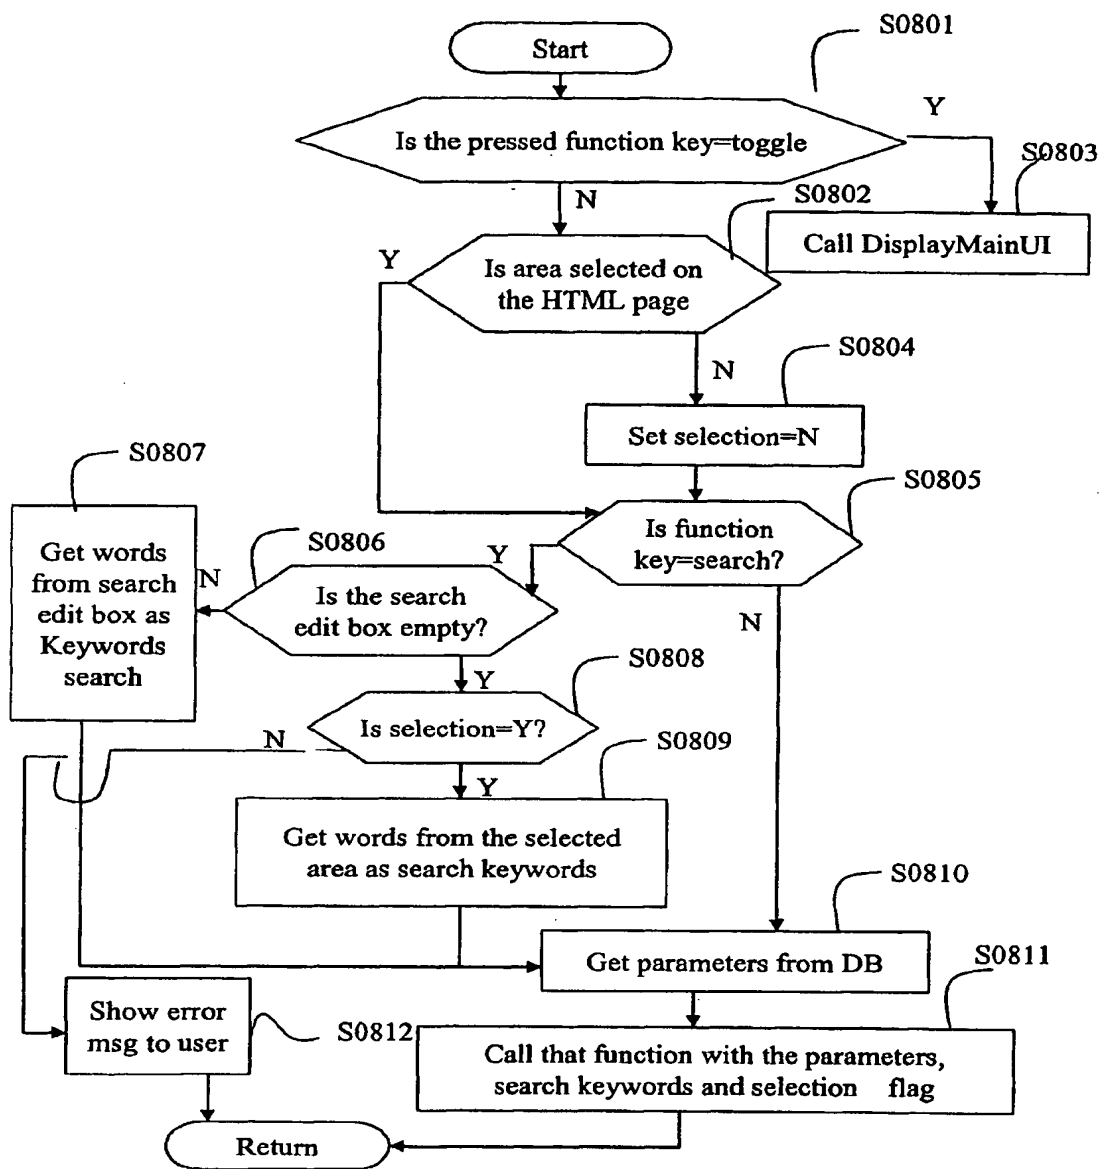 Start
S0801
Is the pressed function key=toggle
Y
S0803
N
S0802
Call DisplayMainUI
Y
Is area selected on
the HTML page
S0804
N
Set selection=N
S0807
S0805
Get words
from search
edit box as
Keywords
search
S0806
Is function
key=search?
Y
N
Is the search
edit box empty?
N
S0808
Y
Is selection=Y?
N
S0809
Y
Get words from the selected
area as search keywords
S0810
Get parameters from DB
S0811
Show error
msg to user
S0812
Call that function with the parameters,
search keywords and selection flag
Return